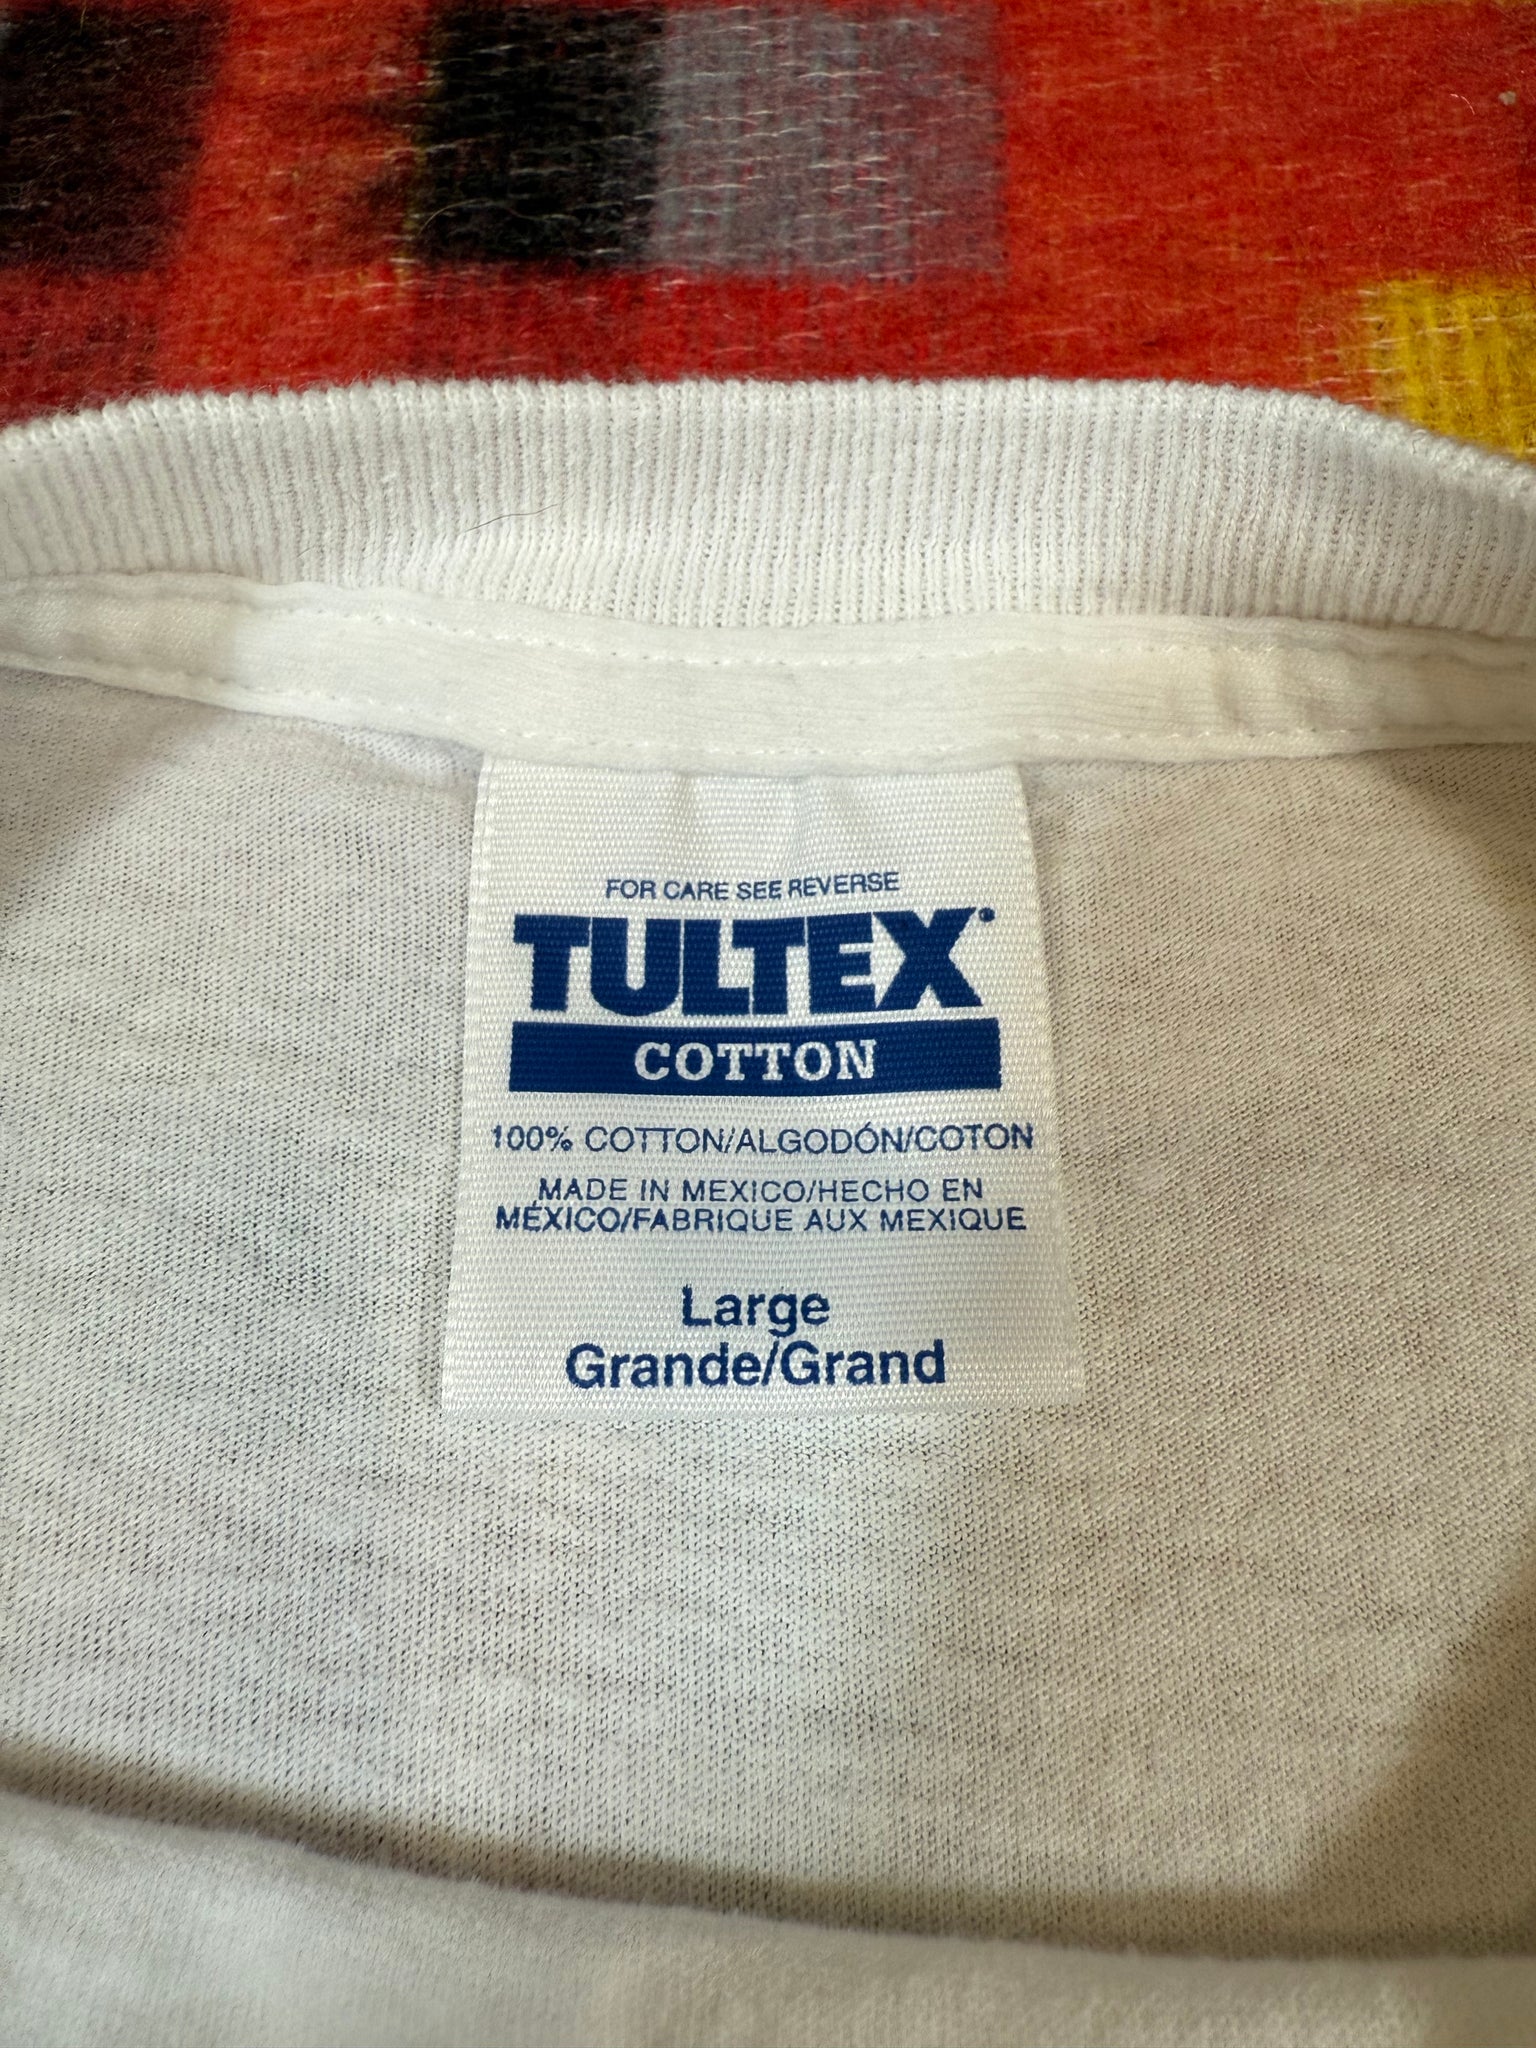 FOR CARE SEE REVERSE
TULTEX
COTTON
100% COTTON/ALGODÓN/COTON
MADE IN MEXICO/HECHO EN
MÉXICO/FABRIQUE AUX MEXIQUE
Large
Grande/Grand